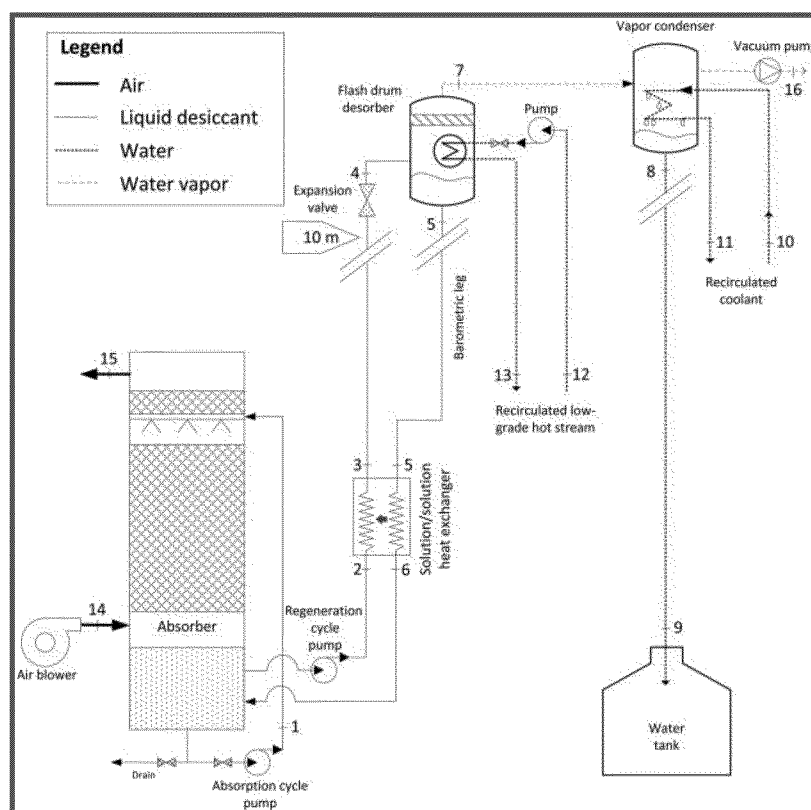 Legend
Air
Liquid desiccant
Water
Water vapor
Vapor condenser
Vacuum pump
16
7
Flash drum
desorber
Pump
4
Expansion
valve
10 m
5
8
11
10
Recirculated
coolant
Barometric leg
13
12
Recirculated low-
grade hot stream
15
3
5
Solution/solution
heat exchanger
2
6
14
Absorber
Air blower
Regeneration
cycle
pump
9
1
Water
tank
Drain
Absorption cycle
pump